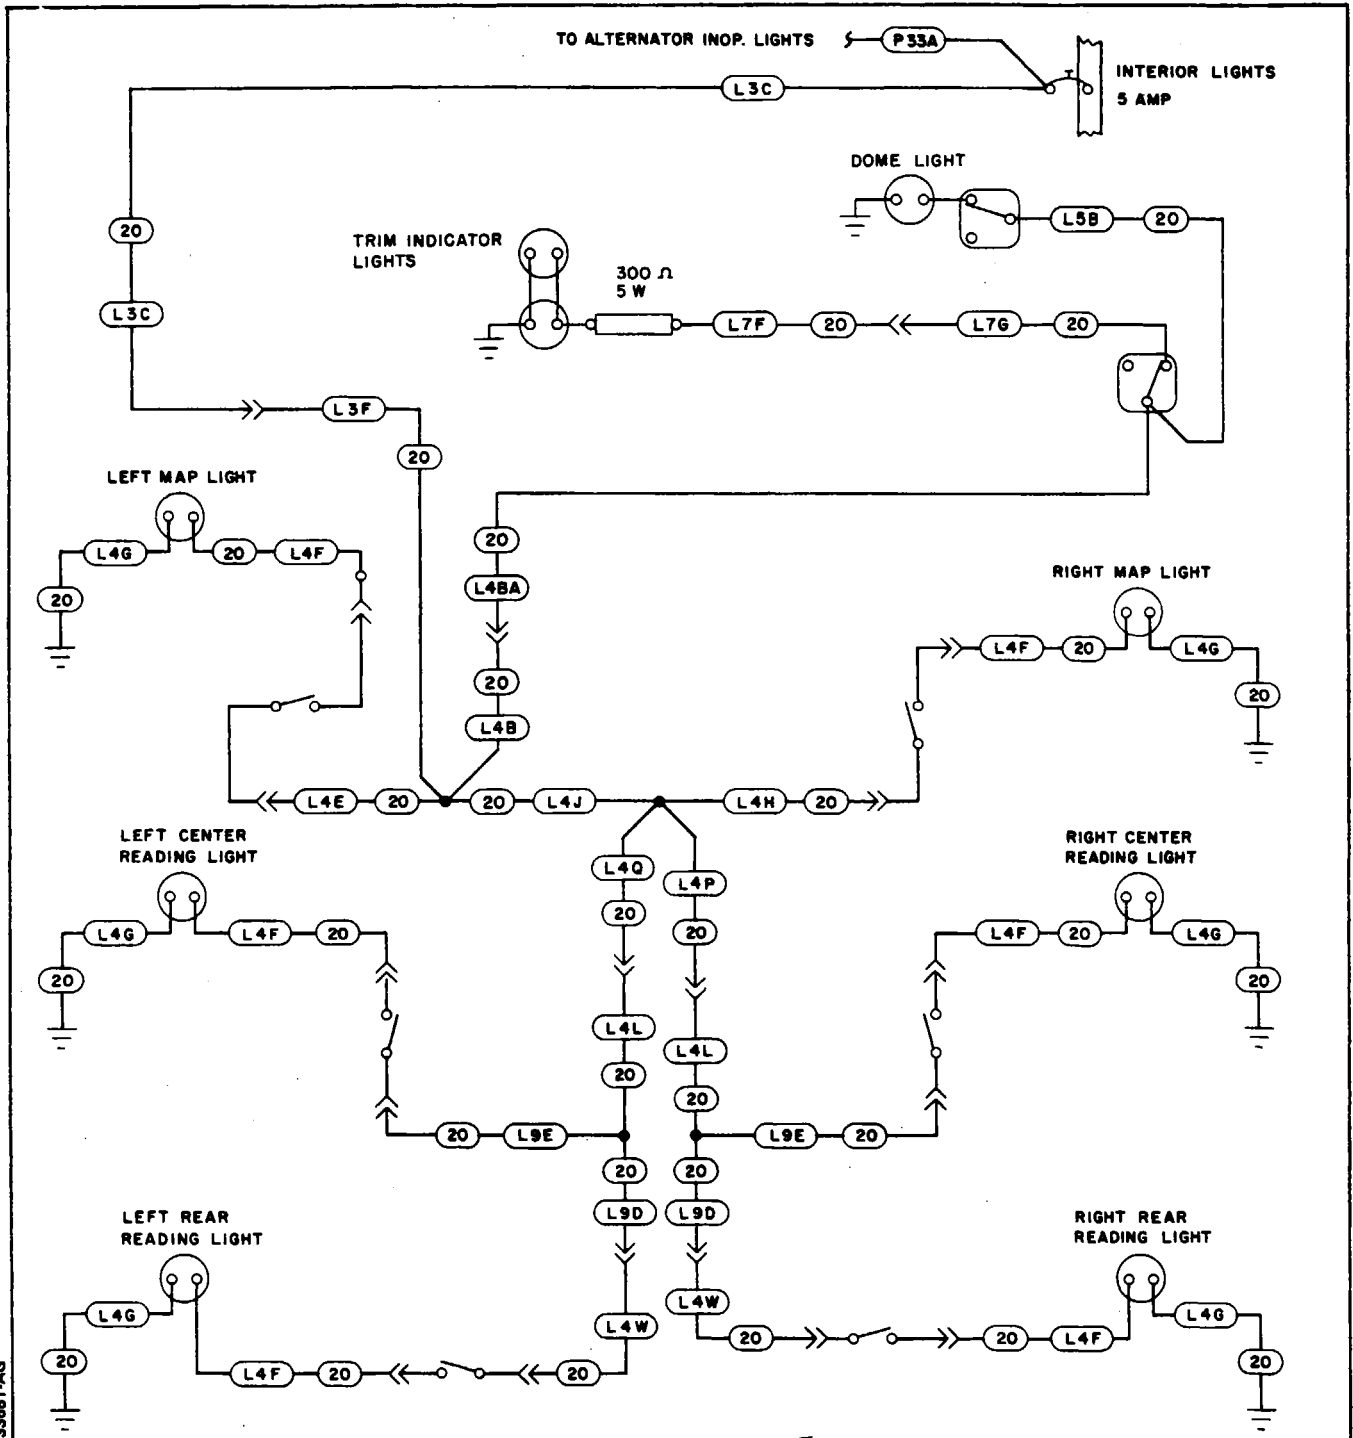 TO ALTERNATOR INOP. LIGHTS
P33A
INTERIOR LIGHTS
5 AMP
L3C
DOME LIGHT
L5B
20
20
TRIM INDICATOR
LIGHTS
300 Ω
5 W
L3C
L7F
20
L7G
20
L3F
20
LEFT MAP LIGHT
L4G
20
L4F
20
20
L4BA
RIGHT MAP LIGHT
L4F
20
L4G
20
20
L4B
L4E
20
20
L4J
L4H
20
LEFT CENTER
READING LIGHT
RIGHT CENTER
READING LIGHT
L4Q
L4P
20
20
L4G
L4F
20
L4F
20
L4G
20
20
L4L
L4L
20
20
20
L9E
L9E
20
20
20
L9D
L9D
LEFT REAR
READING LIGHT
RIGHT REAR
READING LIGHT
L4G
L4W
L4W
L4G
20
20
L4F
20
L4F
20
20
20